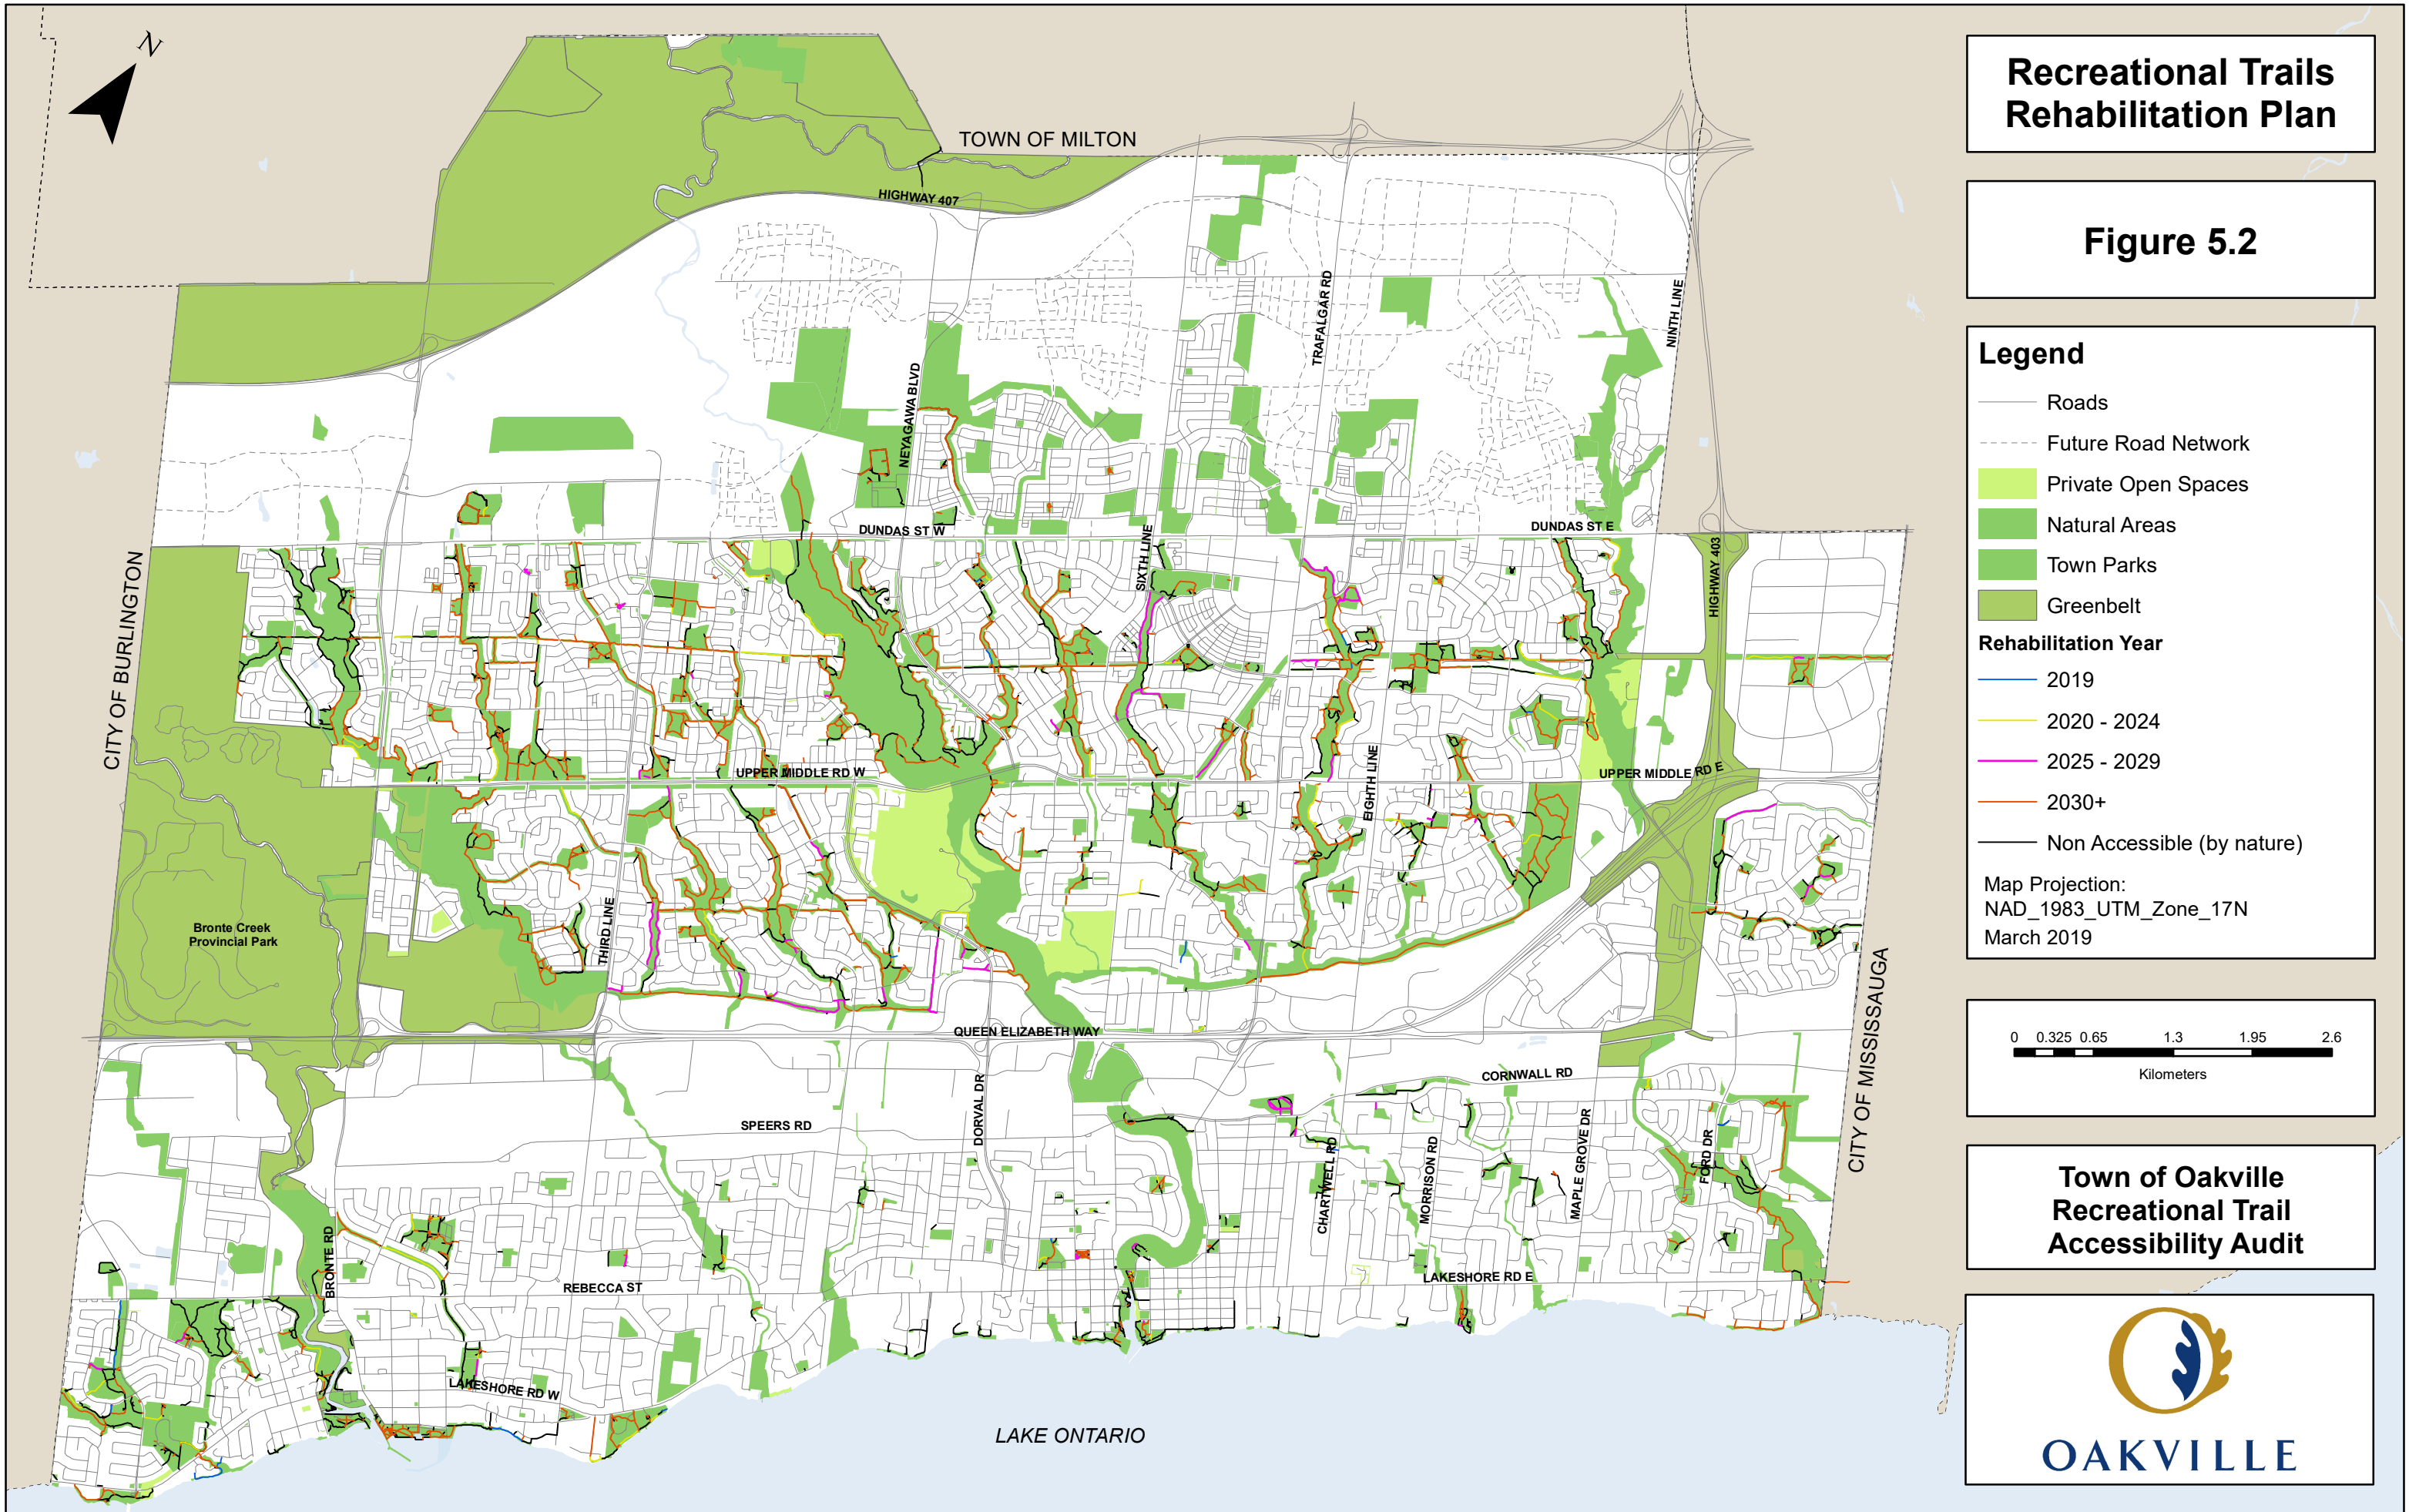 N
TOWN OF MILTON
HIGHWAY 407
TRAFALGAR RD
NINTH LINE
NEYAGAWA BLVD
DUNDAS ST W
SIXTH LINE
DUNDAS ST E
HIGHWAY 403
CITY OF BURLINGTON
UPPER MIDDLE RD W
EIGHTH LINE
UPPER MIDDLE RD E
Bronte Creek
Provincial Park
THIRD LINE
QUEEN ELIZABETH WAY
CITY OF MISSISSAUGA
DORVAL DR
CORNWALL RD
SPEERS RD
CHARTWELL RD
MORRISON RD
MAPLE GROVE DR
FORD DR
BRONTE RD
REBECCA ST
LAKESHORE RD E
LAKESHORE RD W
LAKE ONTARIO
Recreational Trails
Rehabilitation Plan
Figure 5.2
Legend
Roads
Future Road Network
Private Open Spaces
Natural Areas
Town Parks
Greenbelt
Rehabilitation Year
2019
2020 - 2024
2025 - 2029
2030+
Non Accessible (by nature)
Map Projection:
NAD_1983_UTM_Zone_17N
March 2019
0 0.325 0.65 1.3 1.95 2.6
Kilometers
Town of Oakville
Recreational Trail
Accessibility Audit
OAKVILLE